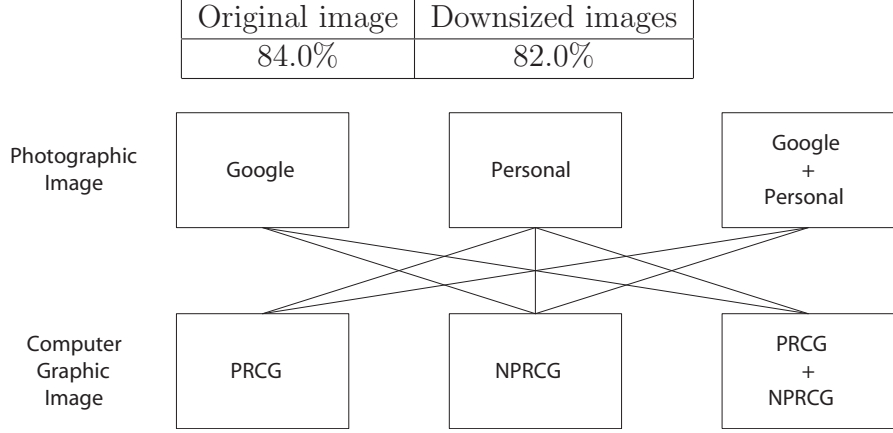 Original image Downsized images
84.0% 82.0%
Photographic
Image
Google
Personal
Google
+
Personal
Computer
Graphic
Image
PRCG
NPRCG
PRCG
+
NPRCG